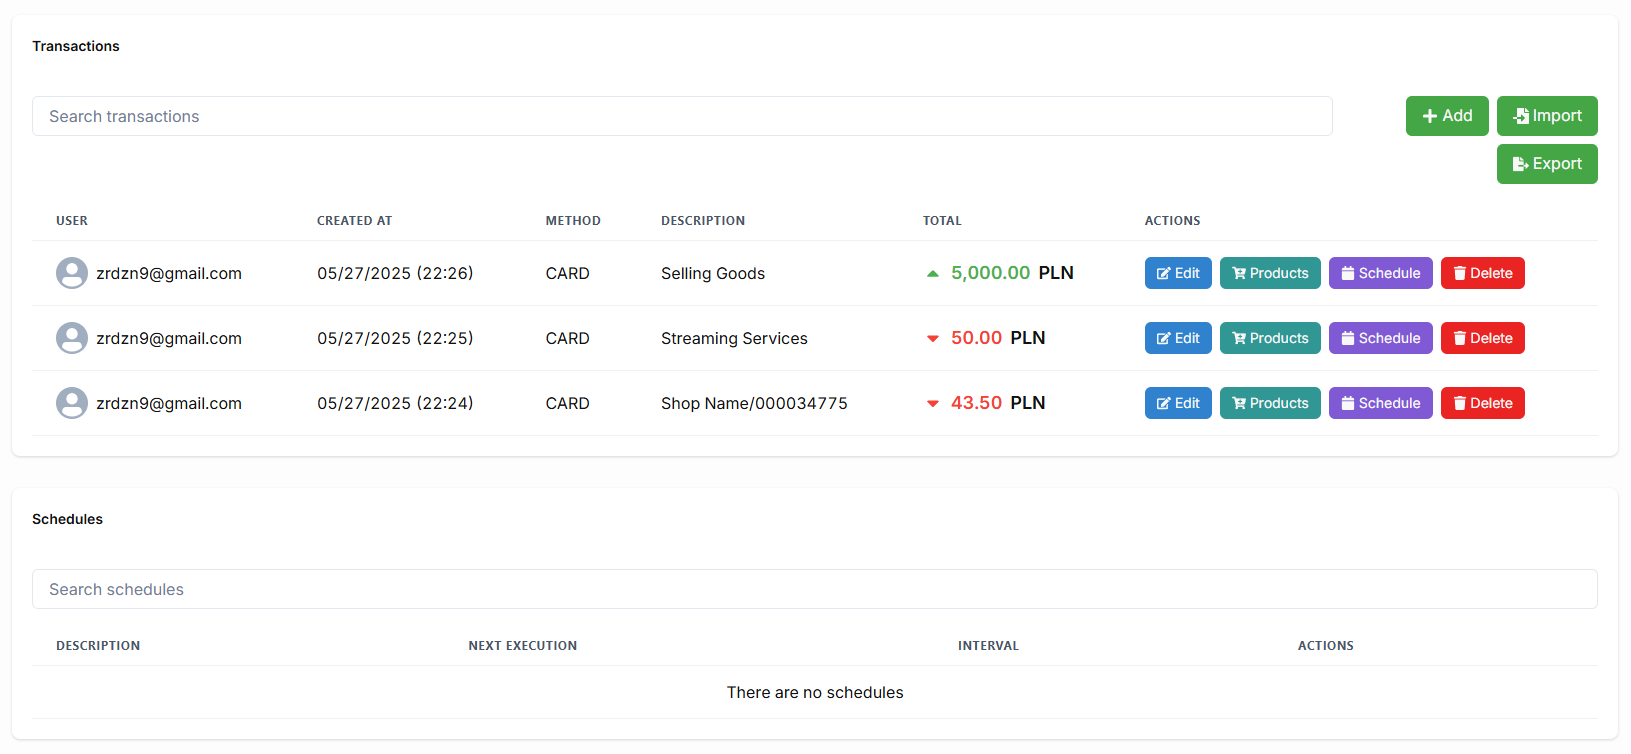 Transactions
Search transactions
Add
Import
Export
USER CREATED AT METHOD DESCRIPTION TOTAL ACTIONS
zrdzn9@gmail.com 05/27/2025 (22:26) CARD Selling Goods 5,000.00 PLN Edit Products Schedule Delete
zrdzn9@gmail.com 05/27/2025 (22:25) CARD Streaming Services 50.00 PLN Edit Products Schedule Delete
zrdzn9@gmail.com 05/27/2025 (22:24) CARD Shop Name/000034775 43.50 PLN Edit Products Schedule Delete
Schedules
Search schedules
DESCRIPTION NEXT EXECUTION INTERVAL ACTIONS
There are no schedules